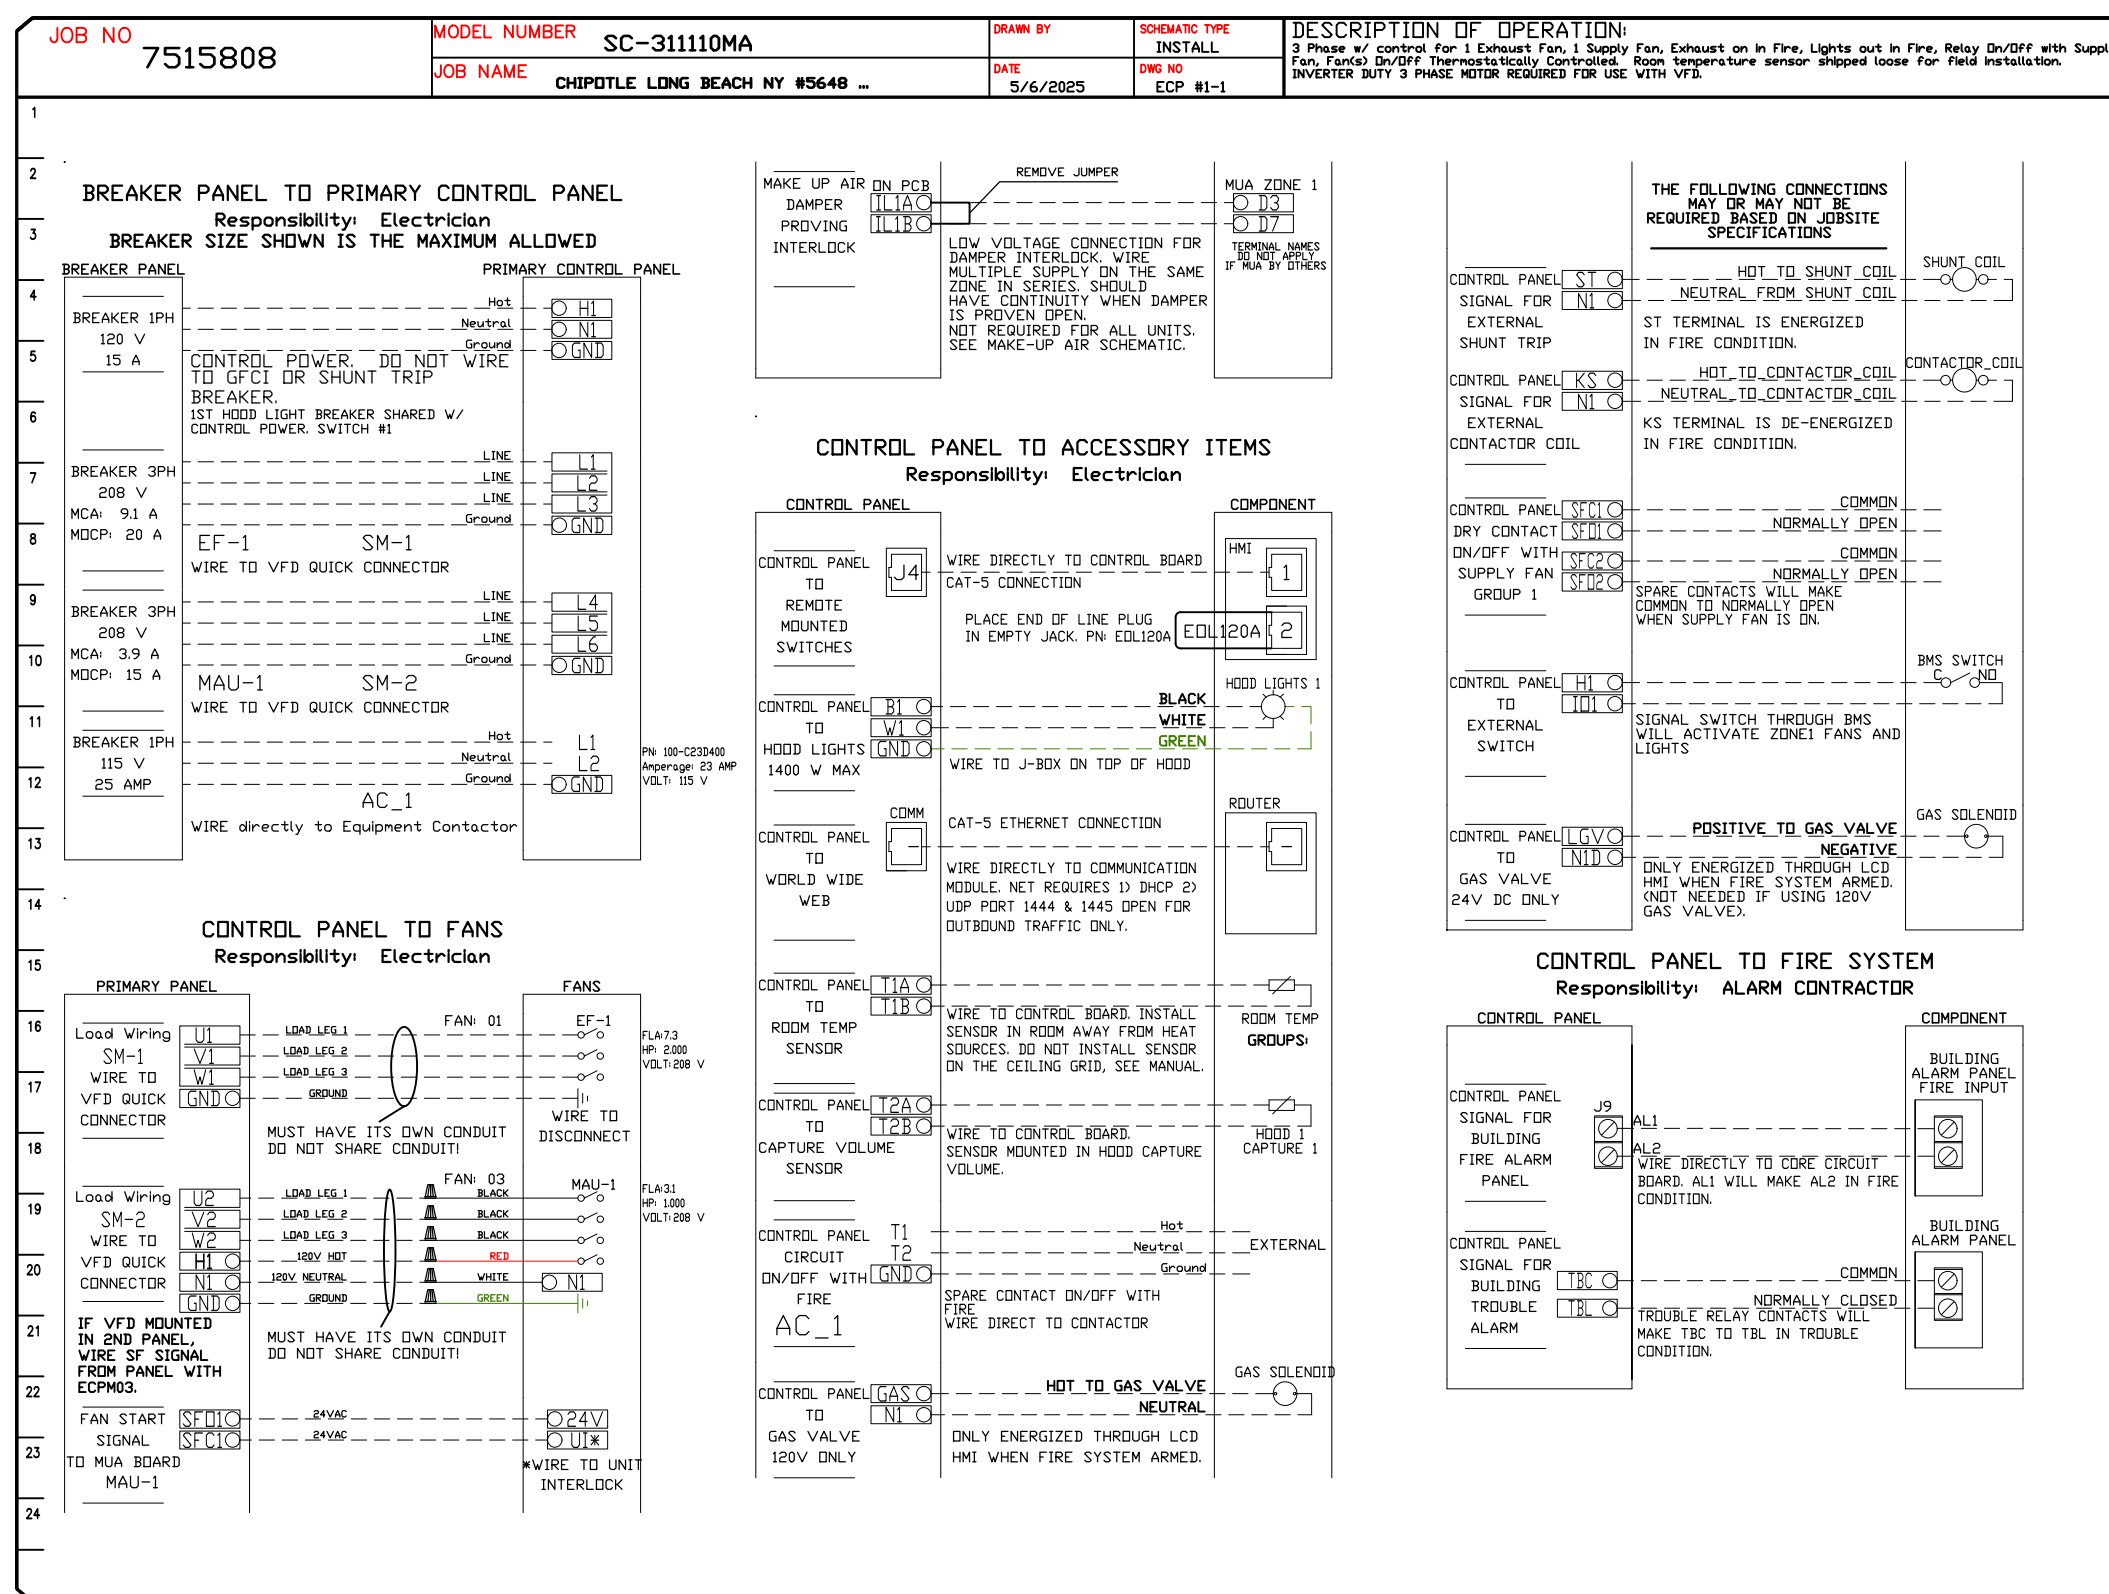 JOB NO
7515808
MODEL NUMBER
SC-311110MA
JOB NAME
CHIPOTLE LONG BEACH NY #5648 ...
DRAWN BY
DATE
5/6/2025
SCHEMATIC TYPE
INSTALL
DWG NO
ECP #1-1
DESCRIPTION OF OPERATION:
3 Phase w/ control for 1 Exhaust Fan, 1 Supply Fan, Exhaust on in Fire, Lights out in Fire, Relay On/Off with Suppl
Fan, Fan(s) On/Off Thermostatically Controlled. Room temperature sensor shipped loose for field installation.
INVERTER DUTY 3 PHASE MOTOR REQUIRED FOR USE WITH VFD.
1
2
3
4
5
6
7
8
9
10
11
12
13
14
15
16
17
18
19
20
21
22
23
24
BREAKER PANEL TO PRIMARY CONTROL PANEL
Responsibility: Electrician
BREAKER SIZE SHOWN IS THE MAXIMUM ALLOWED
BREAKER PANEL
PRIMARY CONTROL PANEL
BREAKER 1PH
120 V
15 A
Hot
H1
Neutral
N1
Ground
GND
CONTROL POWER. DO NOT WIRE
TO GFCI OR SHUNT TRIP
BREAKER.
1ST HOOD LIGHT BREAKER SHARED W/
CONTROL POWER. SWITCH #1
BREAKER 3PH
208 V
MCA: 9.1 A
MOCP: 20 A
LINE
L1
LINE
L2
LINE
L3
Ground
GND
EF-1
SM-1
WIRE TO VFD QUICK CONNECTOR
BREAKER 3PH
208 V
MCA: 3.9 A
MOCP: 15 A
LINE
L4
LINE
L5
LINE
L6
Ground
GND
MAU-1
SM-2
WIRE TO VFD QUICK CONNECTOR
BREAKER 1PH
115 V
25 AMP
Hot
L1
Neutral
L2
Ground
GND
PN: 100-C23D400
Amperage: 23 AMP
VOLT: 115 V
AC_1
WIRE directly to Equipment Contactor
CONTROL PANEL TO FANS
Responsibility: Electrician
PRIMARY PANEL
FANS
Load Wiring
SM-1
WIRE TO
VFD QUICK
CONNECTOR
U1
V1
W1
GND
LOAD LEG 1
LOAD LEG 2
LOAD LEG 3
GROUND
FAN: 01
EF-1
FLA:7.3
HP: 2.000
VOLT:208 V
WIRE TO
DISCONNECT
MUST HAVE ITS OWN CONDUIT
DO NOT SHARE CONDUIT!
Load Wiring
SM-2
WIRE TO
VFD QUICK
CONNECTOR
U2
V2
W2
H1
N1
GND
LOAD LEG 1
LOAD LEG 2
LOAD LEG 3
120V HOT
120V NEUTRAL
GROUND
FAN: 03
BLACK
BLACK
BLACK
RED
WHITE
GREEN
MAU-1
N1
FLA:3.1
HP: 1.000
VOLT:208 V
IF VFD MOUNTED
IN 2ND PANEL,
WIRE SF SIGNAL
FROM PANEL WITH
ECPM03.
MUST HAVE ITS OWN CONDUIT
DO NOT SHARE CONDUIT!
FAN START
SIGNAL
TO MUA BOARD
MAU-1
SFO1
SFC1
24VAC
24VAC
24V
UI*
*WIRE TO UNIT
INTERLOCK
MAKE UP AIR
DAMPER
PROVING
INTERLOCK
ON PCB
IL1A
IL1B
REMOVE JUMPER
MUA ZONE 1
D3
D7
TERMINAL NAMES
DO NOT APPLY
IF MUA BY OTHERS
LOW VOLTAGE CONNECTION FOR
DAMPER INTERLOCK. WIRE
MULTIPLE SUPPLY ON THE SAME
ZONE IN SERIES. SHOULD
HAVE CONTINUITY WHEN DAMPER
IS PROVEN OPEN.
NOT REQUIRED FOR ALL UNITS.
SEE MAKE-UP AIR SCHEMATIC.
CONTROL PANEL TO ACCESSORY ITEMS
Responsibility: Electrician
CONTROL PANEL
COMPONENT
CONTROL PANEL
TO
REMOTE
MOUNTED
SWITCHES
J4
WIRE DIRECTLY TO CONTROL BOARD
CAT-5 CONNECTION
HMI
1
PLACE END OF LINE PLUG
IN EMPTY JACK. PN: EOL120A
EOL120A
2
CONTROL PANEL
TO
HOOD LIGHTS
1400 W MAX
B1
W1
GND
BLACK
WHITE
GREEN
HOOD LIGHTS 1
WIRE TO J-BOX ON TOP OF HOOD
CONTROL PANEL
TO
WORLD WIDE
WEB
COMM
CAT-5 ETHERNET CONNECTION
ROUTER
WIRE DIRECTLY TO COMMUNICATION
MODULE. NET REQUIRES 1) DHCP 2)
UDP PORT 1444 & 1445 OPEN FOR
OUTBOUND TRAFFIC ONLY.
CONTROL PANEL
TO
ROOM TEMP
SENSOR
T1A
T1B
WIRE TO CONTROL BOARD. INSTALL
SENSOR IN ROOM AWAY FROM HEAT
SOURCES. DO NOT INSTALL SENSOR
ON THE CEILING GRID, SEE MANUAL.
ROOM TEMP
GROUPS:
CONTROL PANEL
TO
CAPTURE VOLUME
SENSOR
T2A
T2B
WIRE TO CONTROL BOARD.
SENSOR MOUNTED IN HOOD CAPTURE
VOLUME.
HOOD 1
CAPTURE 1
CONTROL PANEL
CIRCUIT
ON/OFF WITH
FIRE
AC_1
T1
T2
GND
Hot
Neutral
Ground
EXTERNAL
SPARE CONTACT ON/OFF WITH
FIRE
WIRE DIRECT TO CONTACTOR
CONTROL PANEL
TO
GAS VALVE
120V ONLY
GAS
N1
HOT TO GAS VALVE
NEUTRAL
GAS SOLENOID
ONLY ENERGIZED THROUGH LCD
HMI WHEN FIRE SYSTEM ARMED.
THE FOLLOWING CONNECTIONS
MAY OR MAY NOT BE
REQUIRED BASED ON JOBSITE
SPECIFICATIONS
CONTROL PANEL
SIGNAL FOR
EXTERNAL
SHUNT TRIP
ST
N1
HOT TO SHUNT COIL
NEUTRAL FROM SHUNT COIL
SHUNT COIL
ST TERMINAL IS ENERGIZED
IN FIRE CONDITION.
CONTROL PANEL
SIGNAL FOR
EXTERNAL
CONTACTOR COIL
KS
N1
HOT_TO_CONTACTOR_COIL
NEUTRAL_TO_CONTACTOR_COIL
CONTACTOR_COIL
KS TERMINAL IS DE-ENERGIZED
IN FIRE CONDITION.
CONTROL PANEL
DRY CONTACT
ON/OFF WITH
SUPPLY FAN
GROUP 1
SFC1
SFO1
SFC2
SFO2
COMMON
NORMALLY OPEN
COMMON
NORMALLY OPEN
SPARE CONTACTS WILL MAKE
COMMON TO NORMALLY OPEN
WHEN SUPPLY FAN IS ON.
CONTROL PANEL
TO
EXTERNAL
SWITCH
H1
IO1
BMS SWITCH
C
NO
SIGNAL SWITCH THROUGH BMS
WILL ACTIVATE ZONE1 FANS AND
LIGHTS
CONTROL PANEL
TO
GAS VALVE
24V DC ONLY
LGV
N1D
POSITIVE TO GAS VALVE
NEGATIVE
GAS SOLENOID
ONLY ENERGIZED THROUGH LCD
HMI WHEN FIRE SYSTEM ARMED.
(NOT NEEDED IF USING 120V
GAS VALVE).
CONTROL PANEL TO FIRE SYSTEM
Responsibility: ALARM CONTRACTOR
CONTROL PANEL
COMPONENT
CONTROL PANEL
SIGNAL FOR
BUILDING
FIRE ALARM
PANEL
J9
AL1
AL2
BUILDING
ALARM PANEL
FIRE INPUT
WIRE DIRECTLY TO CORE CIRCUIT
BOARD. AL1 WILL MAKE AL2 IN FIRE
CONDITION.
CONTROL PANEL
SIGNAL FOR
BUILDING
TROUBLE
ALARM
TBC
TBL
COMMON
NORMALLY CLOSED
BUILDING
ALARM PANEL
TROUBLE RELAY CONTACTS WILL
MAKE TBC TO TBL IN TROUBLE
CONDITION.